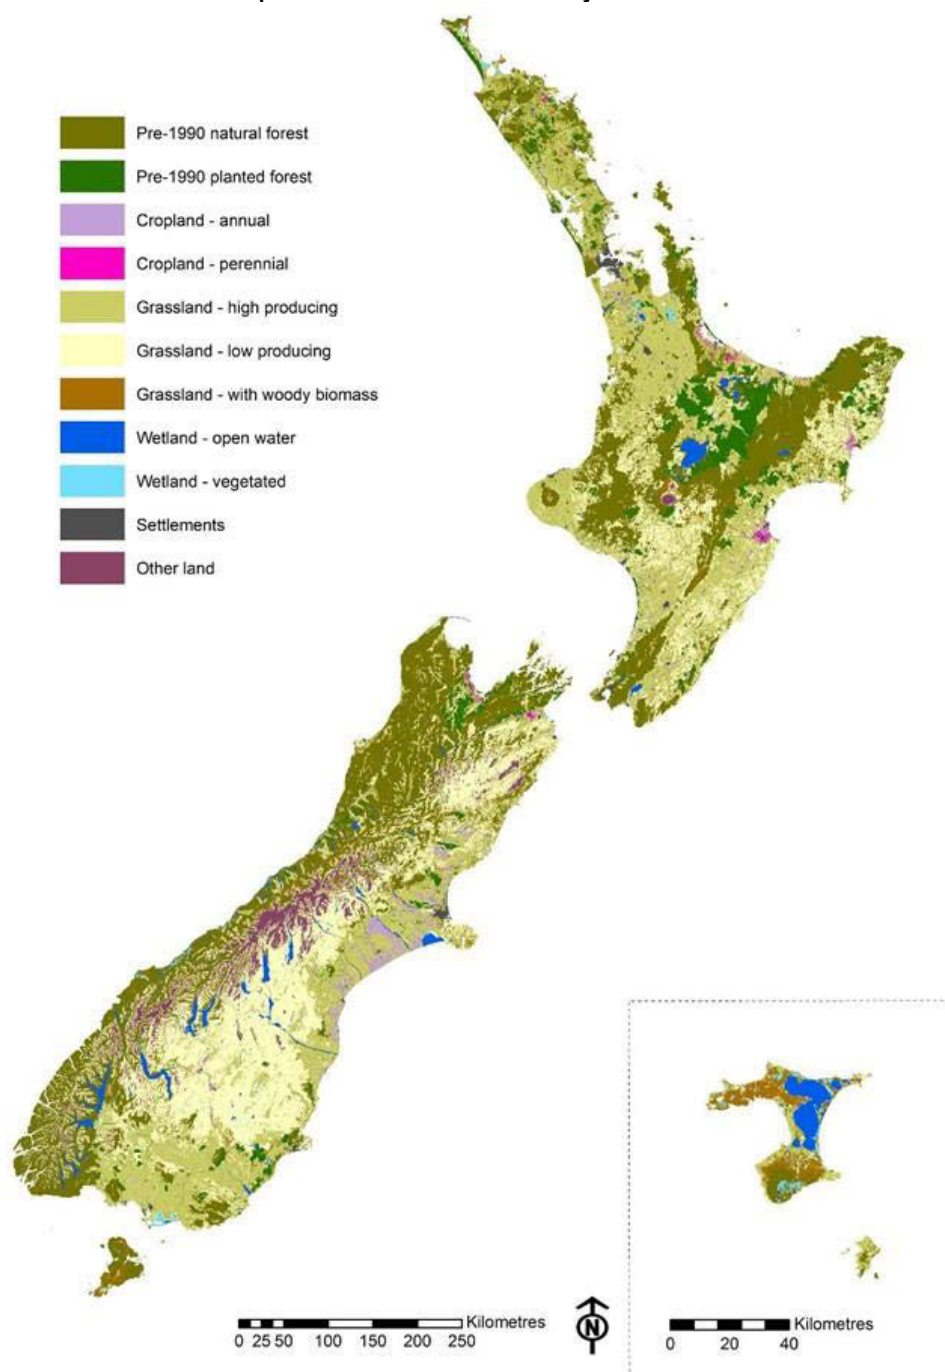 Pre-1990 natural forest
Pre-1990 planted forest
Cropland - annual
Cropland - perennial
Grassland - high producing
Grassland - low producing
Grassland - with woody biomass
Wetland - open water
Wetland - vegetated
Settlements
Other land
Kilometres
0 25 50 100 150 200 250
N
Kilometres
0 20 40